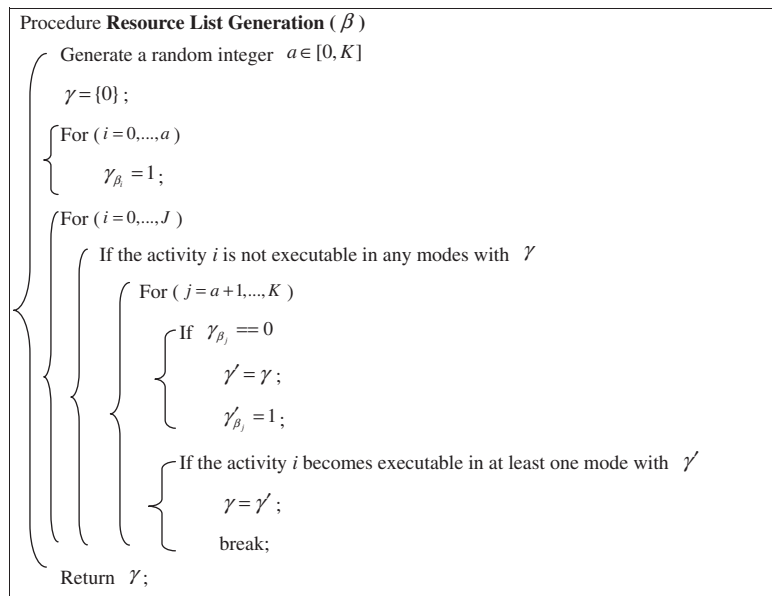 Procedure Resource List Generation ( β )
Generate a random integer a ∈ [0, K]
γ = {0} ;
For ( i = 0,..., a )
γ_{β_i} = 1 ;
For ( i = 0,..., J )
If the activity i is not executable in any modes with γ
For ( j = a + 1,..., K )
If γ_{β_j} == 0
γ′ = γ ;
γ′_{β_j} = 1 ;
If the activity i becomes executable in at least one mode with γ′
γ = γ′ ;
break;
Return γ ;